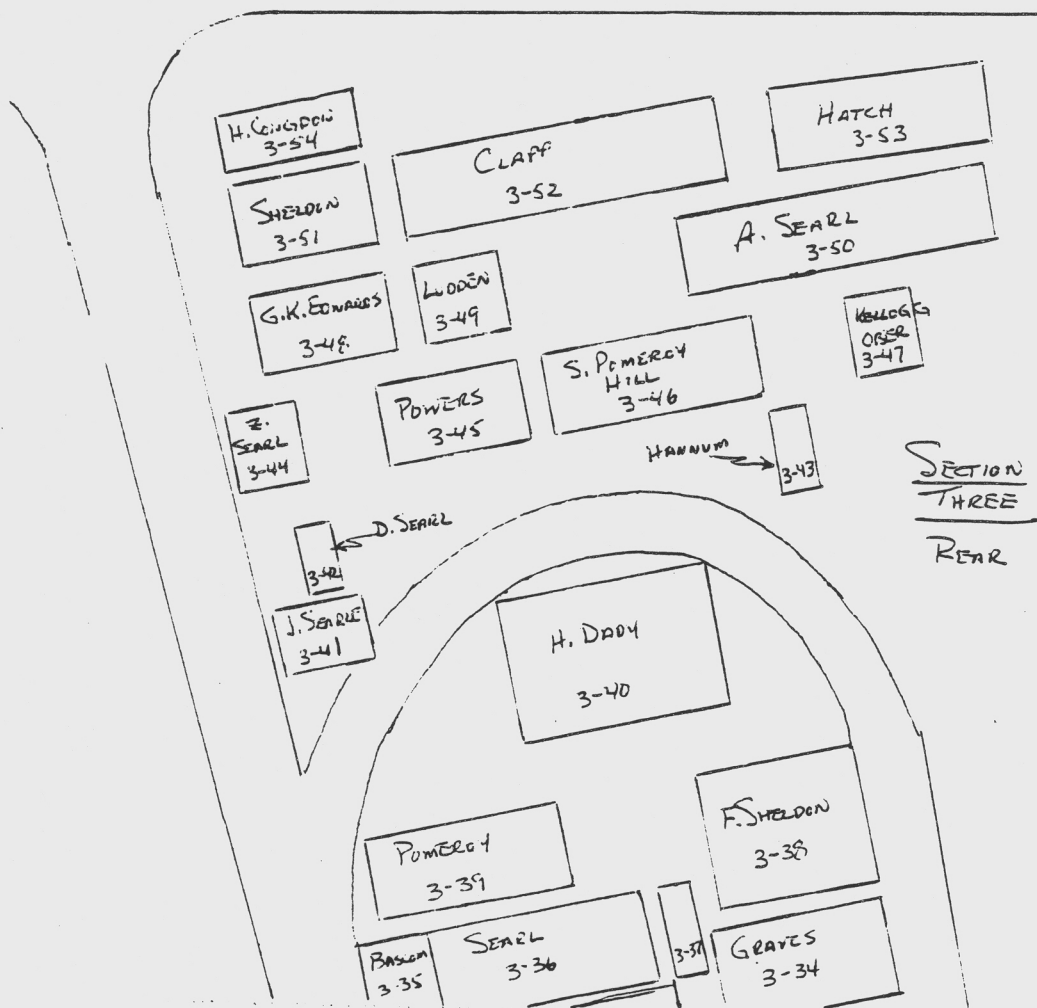 H. CONGDON
3-54
CLAPP
3-52
HATCH
3-53
SHELDON
3-51
A. SEARL
3-50
G.K. EDWARDS
3-48
LUDDEN
3-49
KELLOGG
OBER
3-47
S. POMEROY
HILL
3-46
POWERS
3-45
Z.
SEARL
3-44
HANNUM
3-43
SECTION
THREE
REAR
D. SEARL
3-42
J. SEARLE
3-41
H. DADY
3-40
F. SHELDON
3-38
POMEROY
3-39
BASCOM
3-35
SEARL
3-36
3-37
GRAVES
3-34